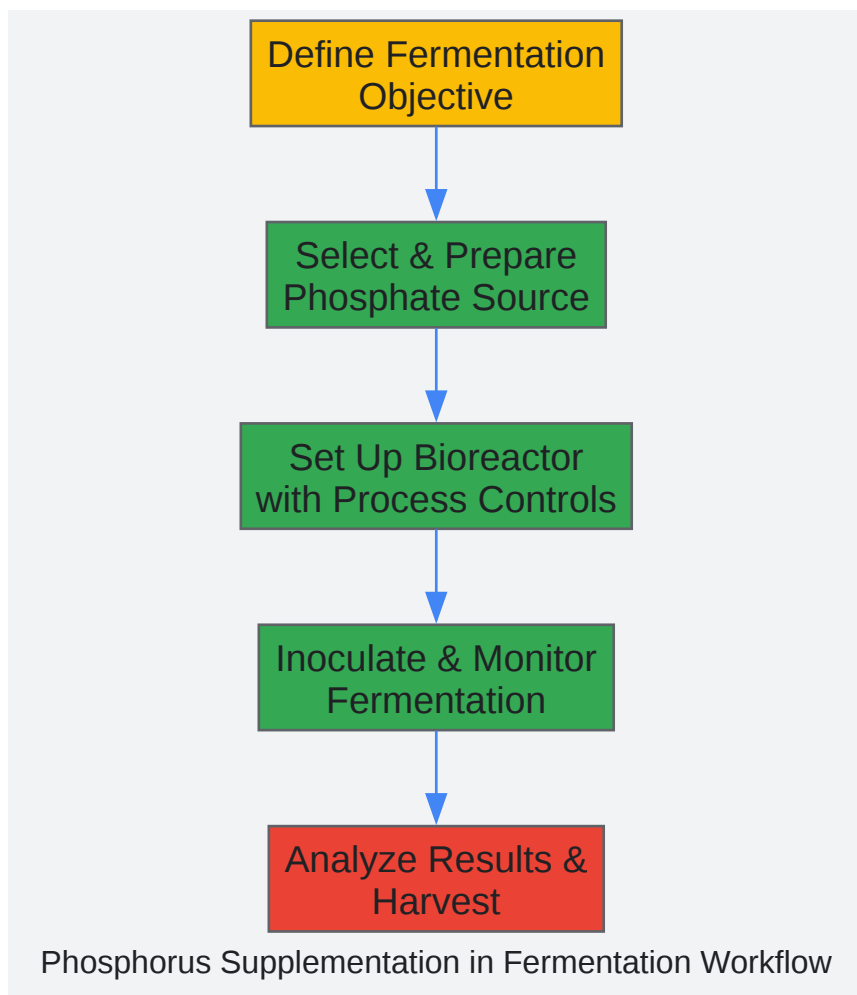 Define Fermentation
Objective
Select & Prepare
Phosphate Source
Set Up Bioreactor
with Process Controls
Inoculate & Monitor
Fermentation
Analyze Results &
Harvest
Phosphorus Supplementation in Fermentation Workflow